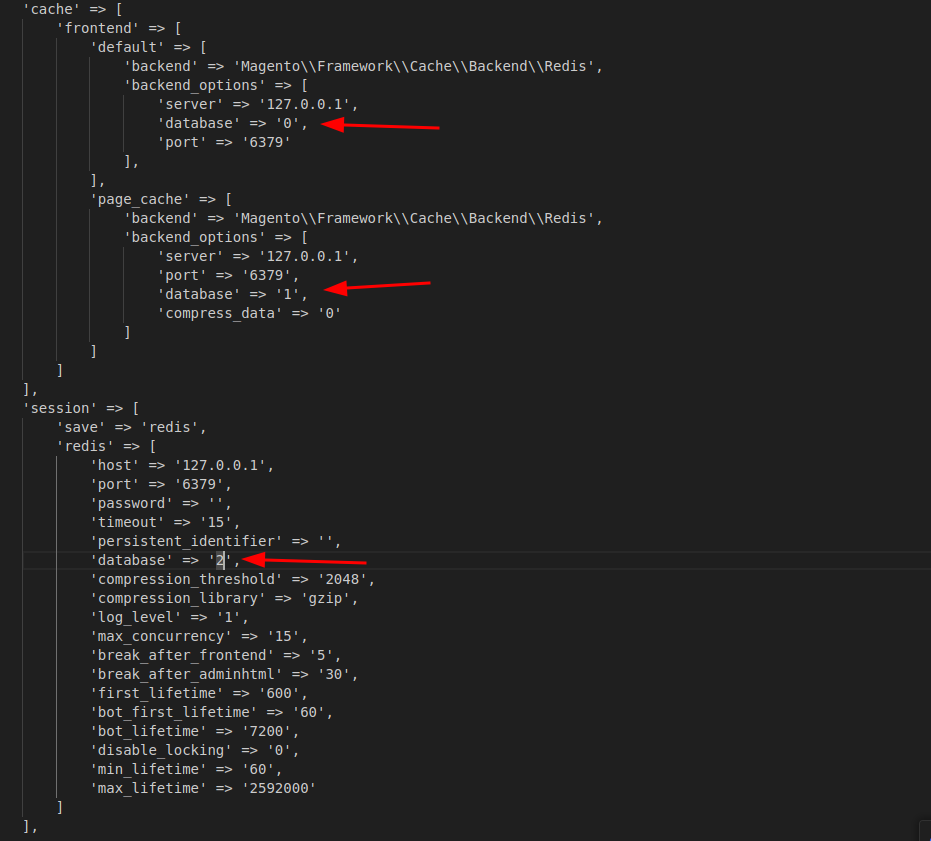 'cache' => [
    'frontend' => [
        'default' => [
            'backend' => 'Magento\\Framework\\Cache\\Backend\\Redis',
            'backend_options' => [
                'server' => '127.0.0.1',
                'database' => '0',
                'port' => '6379'
            ],
        ],
        'page_cache' => [
            'backend' => 'Magento\\Framework\\Cache\\Backend\\Redis',
            'backend_options' => [
                'server' => '127.0.0.1',
                'port' => '6379',
                'database' => '1',
                'compress_data' => '0'
            ]
        ]
    ]
],
'session' => [
    'save' => 'redis',
    'redis' => [
        'host' => '127.0.0.1',
        'port' => '6379',
        'password' => '',
        'timeout' => '15',
        'persistent_identifier' => '',
        'database' => '2',
        'compression_threshold' => '2048',
        'compression_library' => 'gzip',
        'log_level' => '1',
        'max_concurrency' => '15',
        'break_after_frontend' => '5',
        'break_after_adminhtml' => '30',
        'first_lifetime' => '600',
        'bot_first_lifetime' => '60',
        'bot_lifetime' => '7200',
        'disable_locking' => '0',
        'min_lifetime' => '60',
        'max_lifetime' => '2592000'
    ]
],